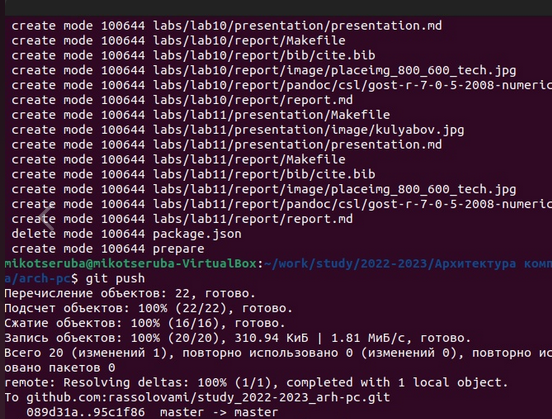 create mode 100644 labs/lab10/presentation/presentation.md
create mode 100644 labs/lab10/report/Makefile
create mode 100644 labs/lab10/report/bib/cite.bib
create mode 100644 labs/lab10/report/image/placeimg_800_600_tech.jpg
create mode 100644 labs/lab10/report/pandoc/csl/gost-r-7-0-5-2008-numeric
create mode 100644 labs/lab10/report/report.md
create mode 100644 labs/lab11/presentation/Makefile
create mode 100644 labs/lab11/presentation/image/kulyabov.jpg
create mode 100644 labs/lab11/presentation/presentation.md
create mode 100644 labs/lab11/report/Makefile
create mode 100644 labs/lab11/report/bib/cite.bib
create mode 100644 labs/lab11/report/image/placeimg_800_600_tech.jpg
create mode 100644 labs/lab11/report/pandoc/csl/gost-r-7-0-5-2008-numeric
create mode 100644 labs/lab11/report/report.md
delete mode 100644 package.json
create mode 100644 prepare
mikotseruba@mikotseruba-VirtualBox:~/work/study/2022-2023/Архитектура комп
а/arch-pc$ git push
Перечисление объектов: 22, готово.
Подсчет объектов: 100% (22/22), готово.
Сжатие объектов: 100% (16/16), готово.
Запись объектов: 100% (20/20), 310.94 КиБ | 1.81 МиБ/с, готово.
Всего 20 (изменений 1), повторно использовано 0 (изменений 0), повторно ис
овано пакетов 0
remote: Resolving deltas: 100% (1/1), completed with 1 local object.
To github.com:rassolovami/study_2022-2023_arh-pc.git
089d31a..95c1f86  master -> master